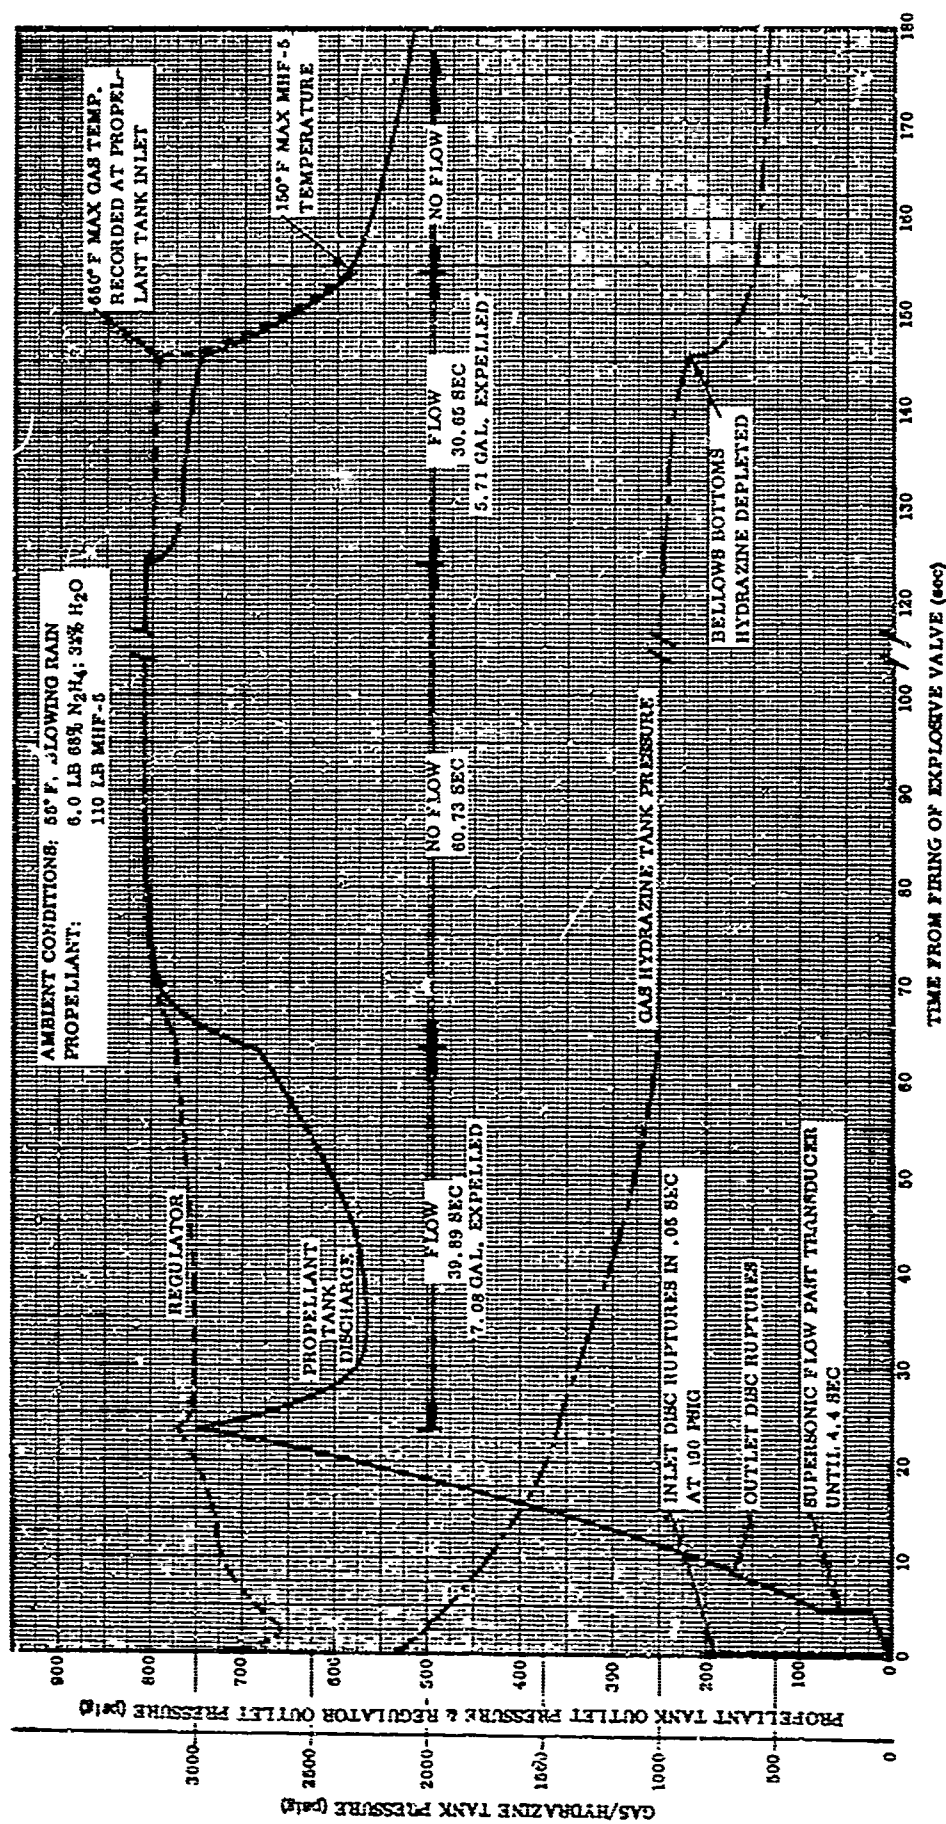 AMBIENT CONDITIONS: 55° F, BLOWING RAIN
PROPELLANT: 6.0 LB 68% N2H4; 32% H2O
110 LB MHF-5
650° F MAX GAS TEMP.
RECORDED AT PROPEL-
LANT TANK INLET
150° F MAX MHF-5
TEMPERATURE
REGULATOR
PROPELLANT
TANK
DISCHARGE
FLOW
39.89 SEC
7.08 GAL. EXPELLED
NO FLOW
60.73 SEC
FLOW
30.65 SEC
5.71 GAL. EXPELLED
NO FLOW
GAS HYDRAZINE TANK PRESSURE
BELLOWS BOTTOMS
HYDRAZINE DEPLETED
INLET DISC RUPTURES IN .05 SEC
AT 100 PSIG
OUTLET DISC RUPTURES
SUPERSONIC FLOW PAST TRANSDUCER
UNTIL 4.4 SEC
GAS/HYDRAZINE TANK PRESSURE (psig)
3000
2500
2000
1500
1000
500
0
PROPELLANT TANK OUTLET PRESSURE & REGULATOR OUTLET PRESSURE (psig)
900
800
700
600
500
400
300
200
100
0
0 10 20 30 40 50 60 70 80 90 100 120 130 140 150 160 170 180
TIME FROM FIRING OF EXPLOSIVE VALVE (sec)